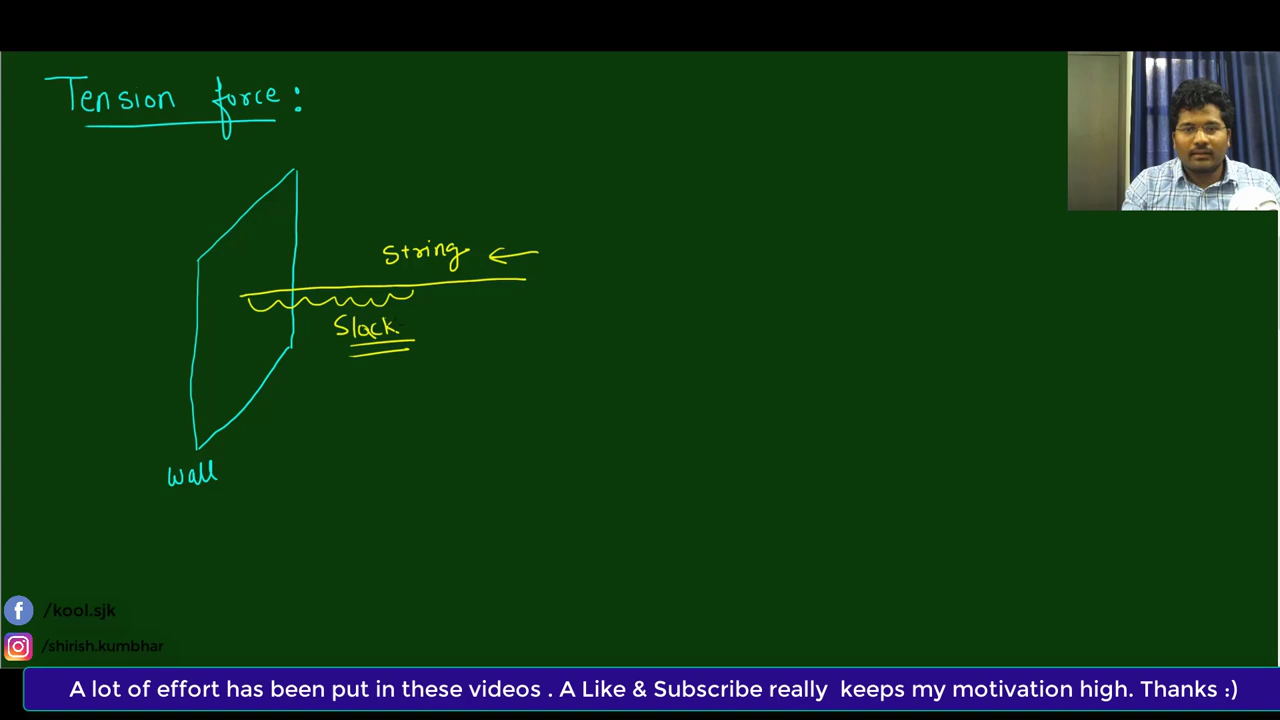 Tension force:
String
Slack
wall
/kool.sjk
/shirish.kumbhar
A lot of effort has been put in these videos . A Like & Subscribe really keeps my motivation high. Thanks :)